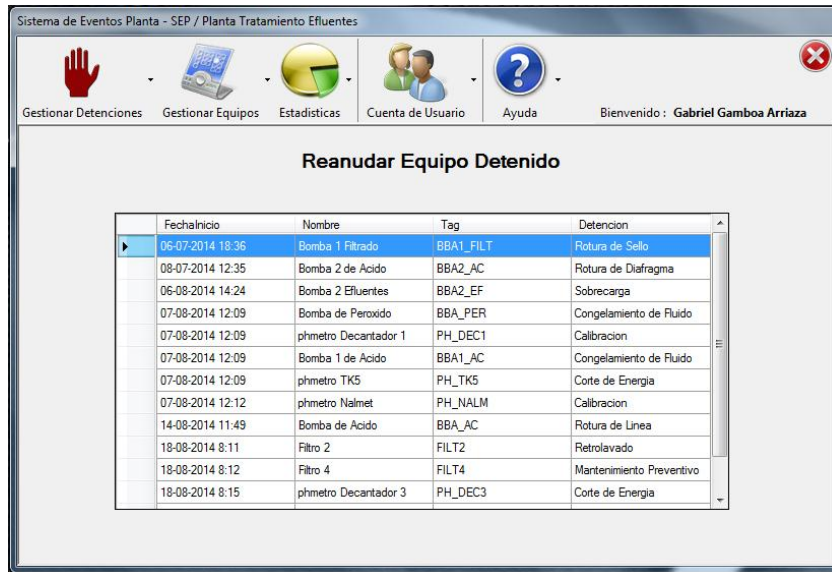 Sistema de Eventos Planta - SEP / Planta Tratamiento Efluentes
Gestionar Detenciones Gestionar Equipos Estadisticas Cuenta de Usuario Ayuda Bienvenido : Gabriel Gamboa Arriaza
Reanudar Equipo Detenido
FechaInicio Nombre Tag Detencion
06-07-2014 18:36 Bomba 1 Filtrado BBA1_FILT Rotura de Sello
08-07-2014 12:35 Bomba 2 de Acido BBA2_AC Rotura de Diafragma
06-08-2014 14:24 Bomba 2 Efluentes BBA2_EF Sobrecarga
07-08-2014 12:09 Bomba de Peroxido BBA_PER Congelamiento de Fluido
07-08-2014 12:09 phmetro Decantador 1 PH_DEC1 Calibracion
07-08-2014 12:09 Bomba 1 de Acido BBA1_AC Congelamiento de Fluido
07-08-2014 12:09 phmetro TK5 PH_TK5 Corte de Energia
07-08-2014 12:12 phmetro Nalmet PH_NALM Calibracion
14-08-2014 11:49 Bomba de Acido BBA_AC Rotura de Linea
18-08-2014 8:11 Filtro 2 FILT2 Retrolavado
18-08-2014 8:12 Filtro 4 FILT4 Mantenimiento Preventivo
18-08-2014 8:15 phmetro Decantador 3 PH_DEC3 Corte de Energia